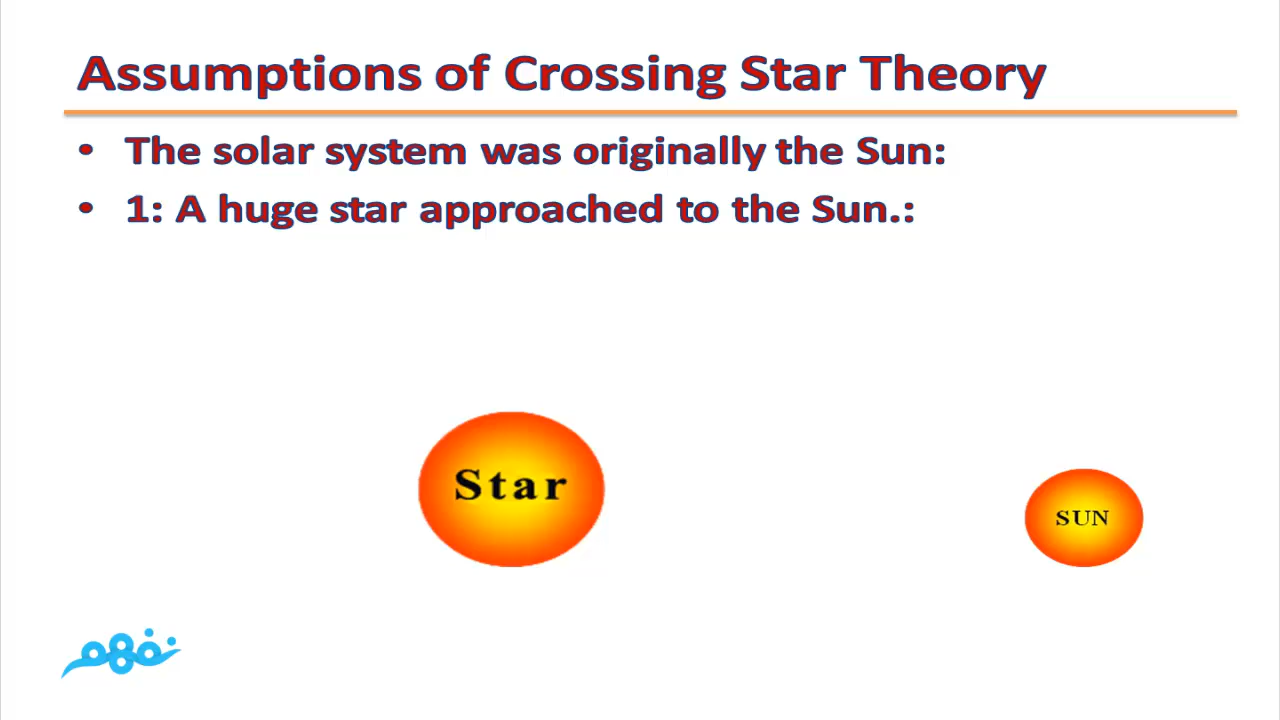 Assumptions of Crossing Star Theory
• The solar system was originally the Sun:
• 1: A huge star approached to the Sun.:
Star
SUN
نفهم